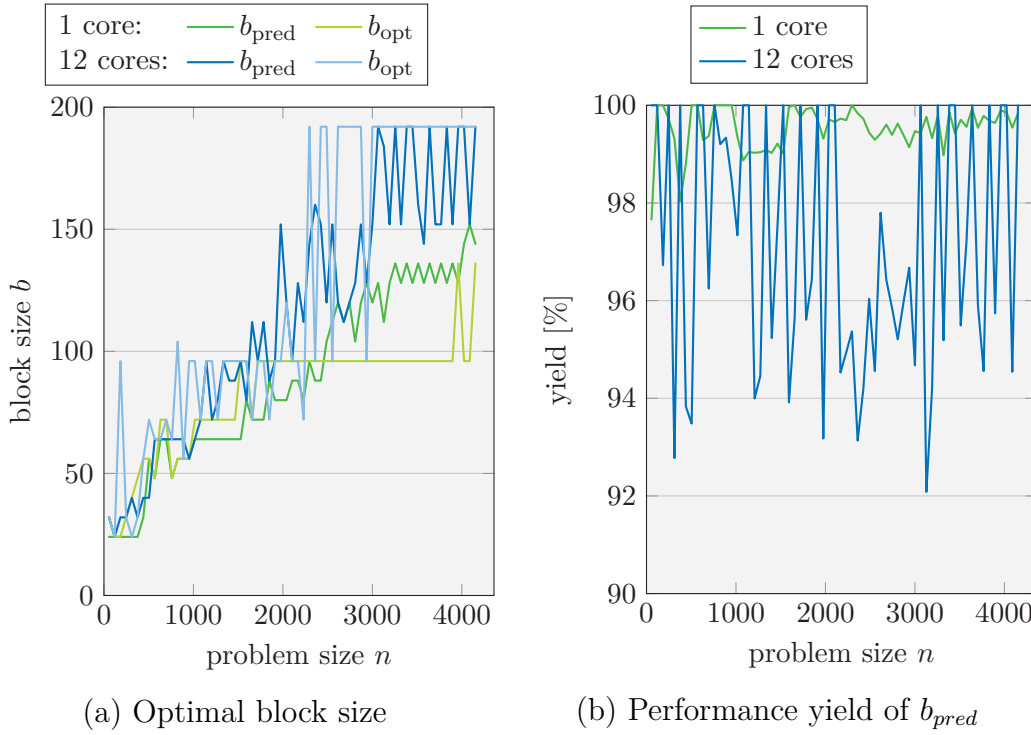 1 core: b_pred b_opt
12 cores: b_pred b_opt
200
150
100
50
0
0 1000 2000 3000 4000
block size b
problem size n
(a) Optimal block size
1 core
12 cores
100
98
96
94
92
90
0 1000 2000 3000 4000
yield [%]
problem size n
(b) Performance yield of b_pred